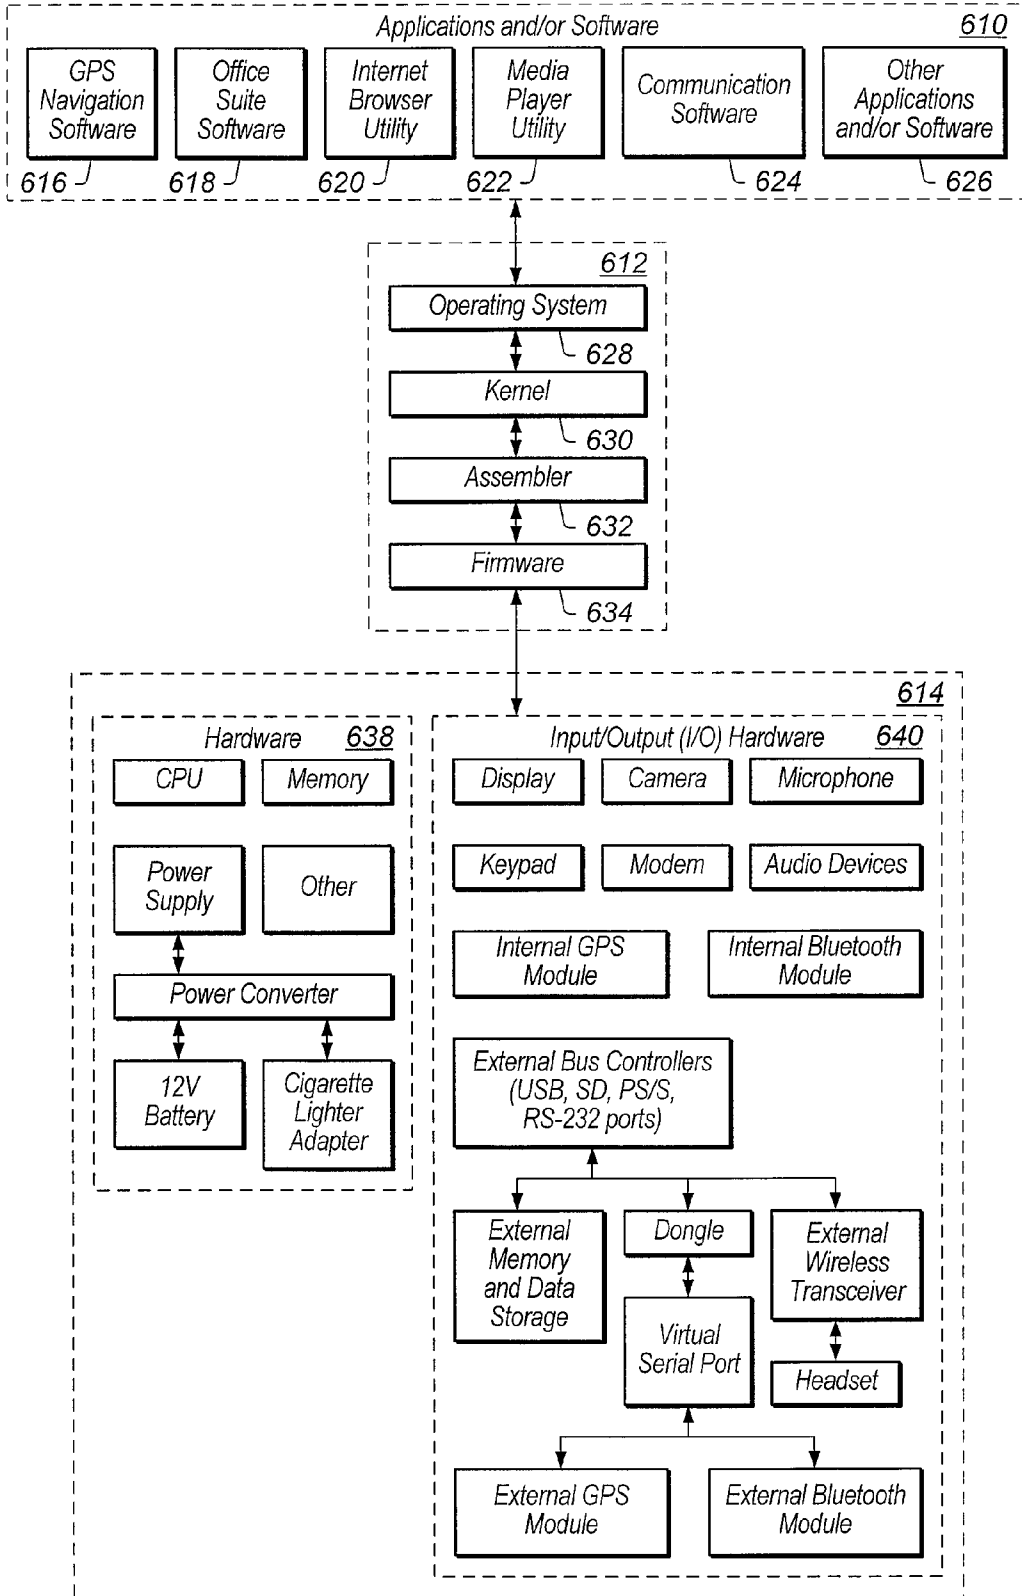 Applications and/or Software 610
GPS
Navigation
Software
616
Office
Suite
Software
618
Internet
Browser
Utility
620
Media
Player
Utility
622
Communication
Software
624
Other
Applications
and/or Software
626
612
Operating System
628
Kernel
630
Assembler
632
Firmware
634
614
Hardware 638
CPU
Memory
Power
Supply
Other
Power Converter
12V
Battery
Cigarette
Lighter
Adapter
Input/Output (I/O) Hardware 640
Display
Camera
Microphone
Keypad
Modem
Audio Devices
Internal GPS
Module
Internal Bluetooth
Module
External Bus Controllers
(USB, SD, PS/S,
RS-232 ports)
External
Memory
and Data
Storage
Dongle
External
Wireless
Transceiver
Virtual
Serial Port
Headset
External GPS
Module
External Bluetooth
Module